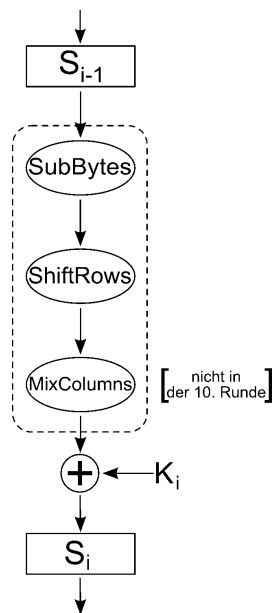 S_{i-1}
SubBytes
ShiftRows
MixColumns
[nicht in
der 10. Runde]
+
K_i
S_i